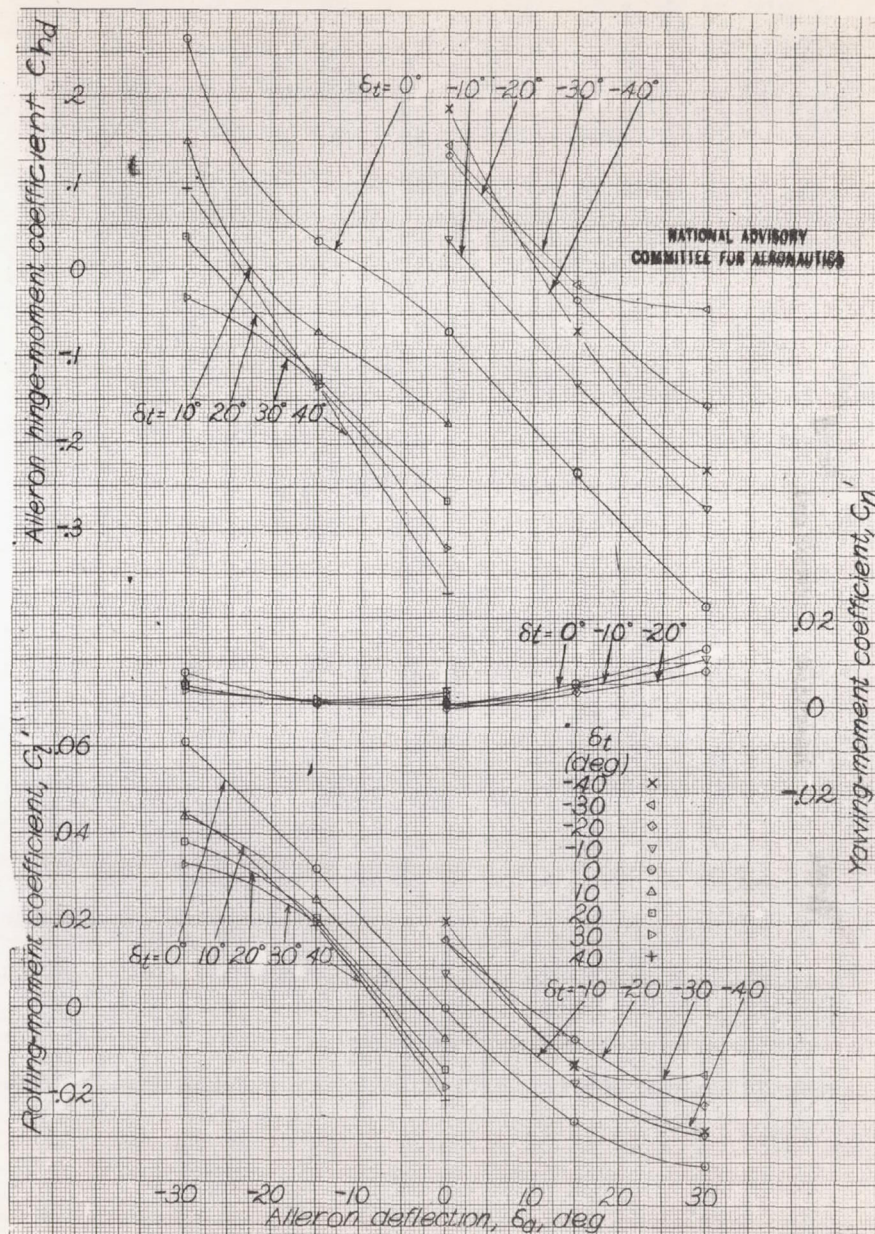 Aileron hinge-moment coefficient Chd
.2
.1
0
-.1
-.2
-.3
δt= 0°
-10° -20° -30° -40°
NATIONAL ADVISORY
COMMITTEE FOR AERONAUTICS
δt= 10° 20° 30° 40°
Yawing-moment coefficient, Cn'
.02
0
-.02
δt= 0° -10° -20°
Rolling-moment coefficient, Cl'
.06
.04
.02
0
-.02
δt=0° 10° 20° 30° 40°
δt
(deg)
-40 ×
-30
-20
-10
0
10
20
30
40 +
δt=-10 -20 -30 -40
-30 -20 -10 0 10 20 30
Aileron deflection, δa, deg